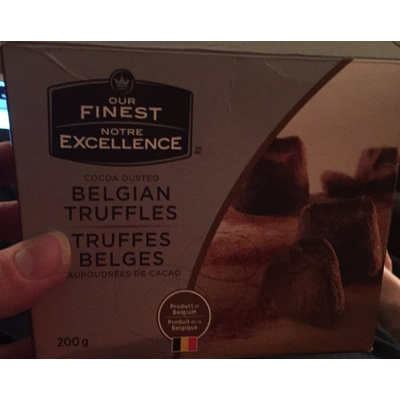 OUR
FINEST
NOTRE
EXCELLENCE
COCOA DUSTED
BELGIAN
TRUFFLES
TRUFFES
BELGES
AUPOUDRÉES DE CACAO
Product of
Belgium
Produit de la
Belgique
200 g